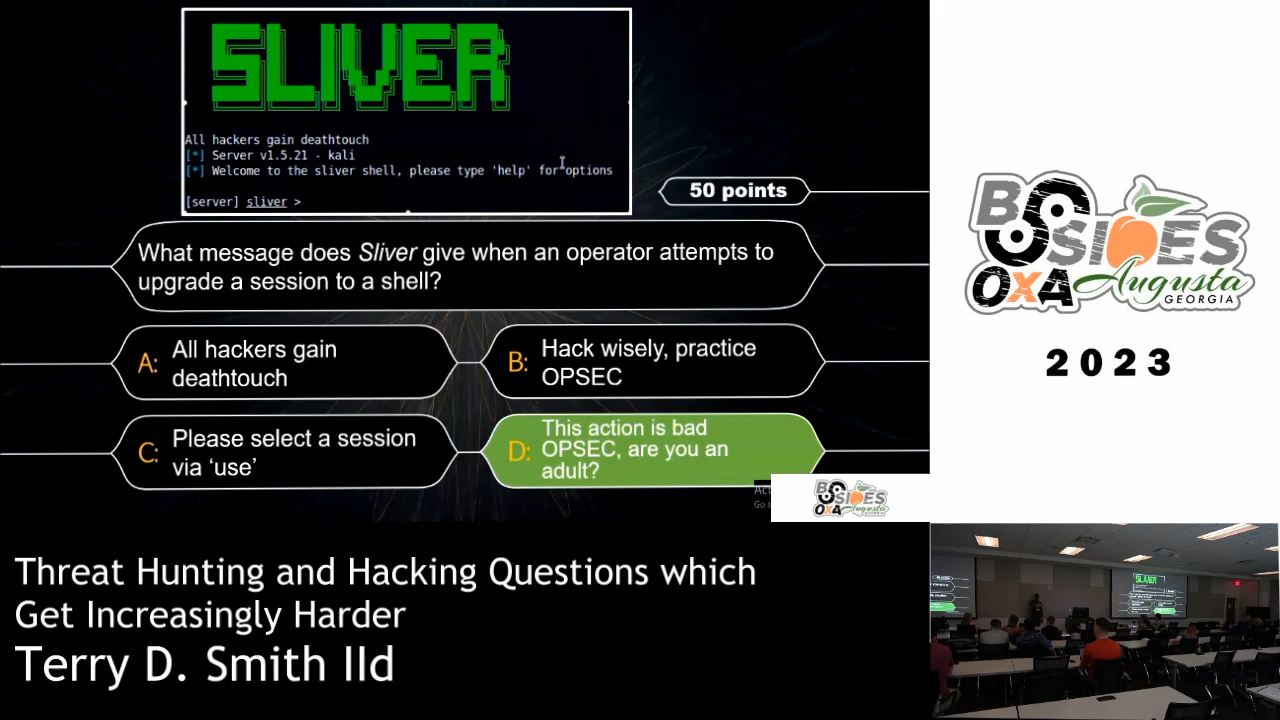 SLIVER
All hackers gain deathtouch
[*] Server v1.5.21 - kali
[*] Welcome to the sliver shell, please type 'help' for options
[server] sliver >
50 points
What message does Sliver give when an operator attempts to
upgrade a session to a shell?
A: All hackers gain
deathtouch
B: Hack wisely, practice
OPSEC
C: Please select a session
via ‘use’
D: This action is bad
OPSEC, are you an
adult?
BSIDES
OxA Augusta
GEORGIA
2023
BSIDES
OxA Augusta
Threat Hunting and Hacking Questions which
Get Increasingly Harder
Terry D. Smith IId
SLIVER